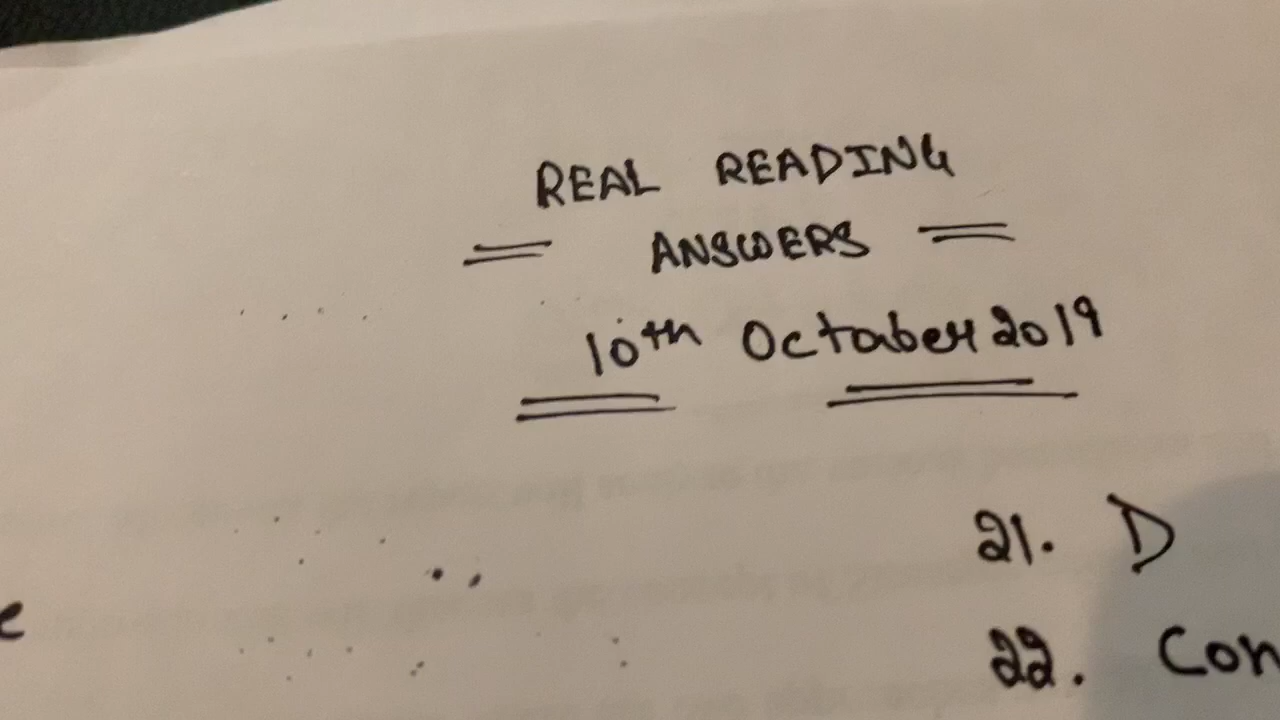 REAL READING
= ANSWERS =
10th October 2019
21. D
22. Con
e